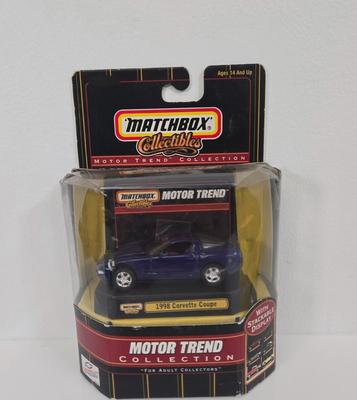 Ages 14 And Up
MATCHBOX
Collectibles
MOTOR TREND COLLECTION
MATCHBOX MOTOR TREND
Collectibles
1998 Corvette Coupe
WITH
STACKABLE
DISPLAY
MOTOR TREND
COLLECTION
"FOR ADULT COLLECTORS"